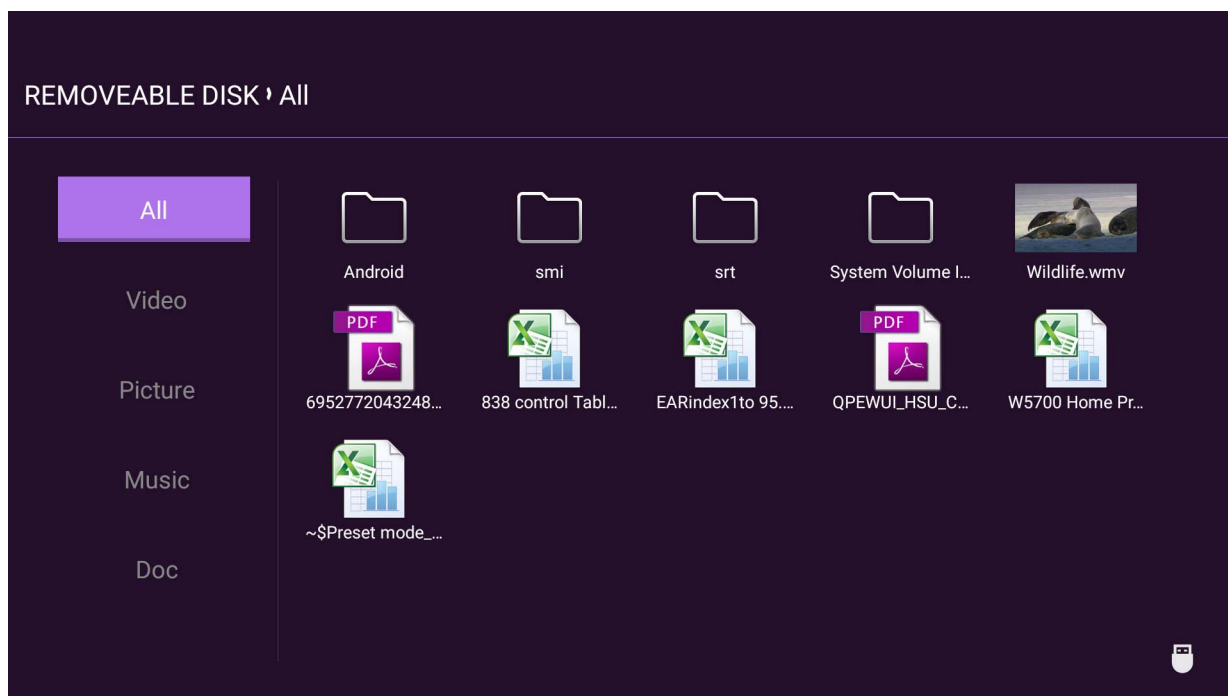 REMOVEABLE DISK All
All
Video
Picture
Music
Doc
Android
smi
srt
System Volume I...
Wildlife.wmv
PDF
PDF
6952772043248...
838 control Tabl...
EARindex1to 95....
QPEWUI_HSU_C...
W5700 Home Pr...
~$Preset mode_...